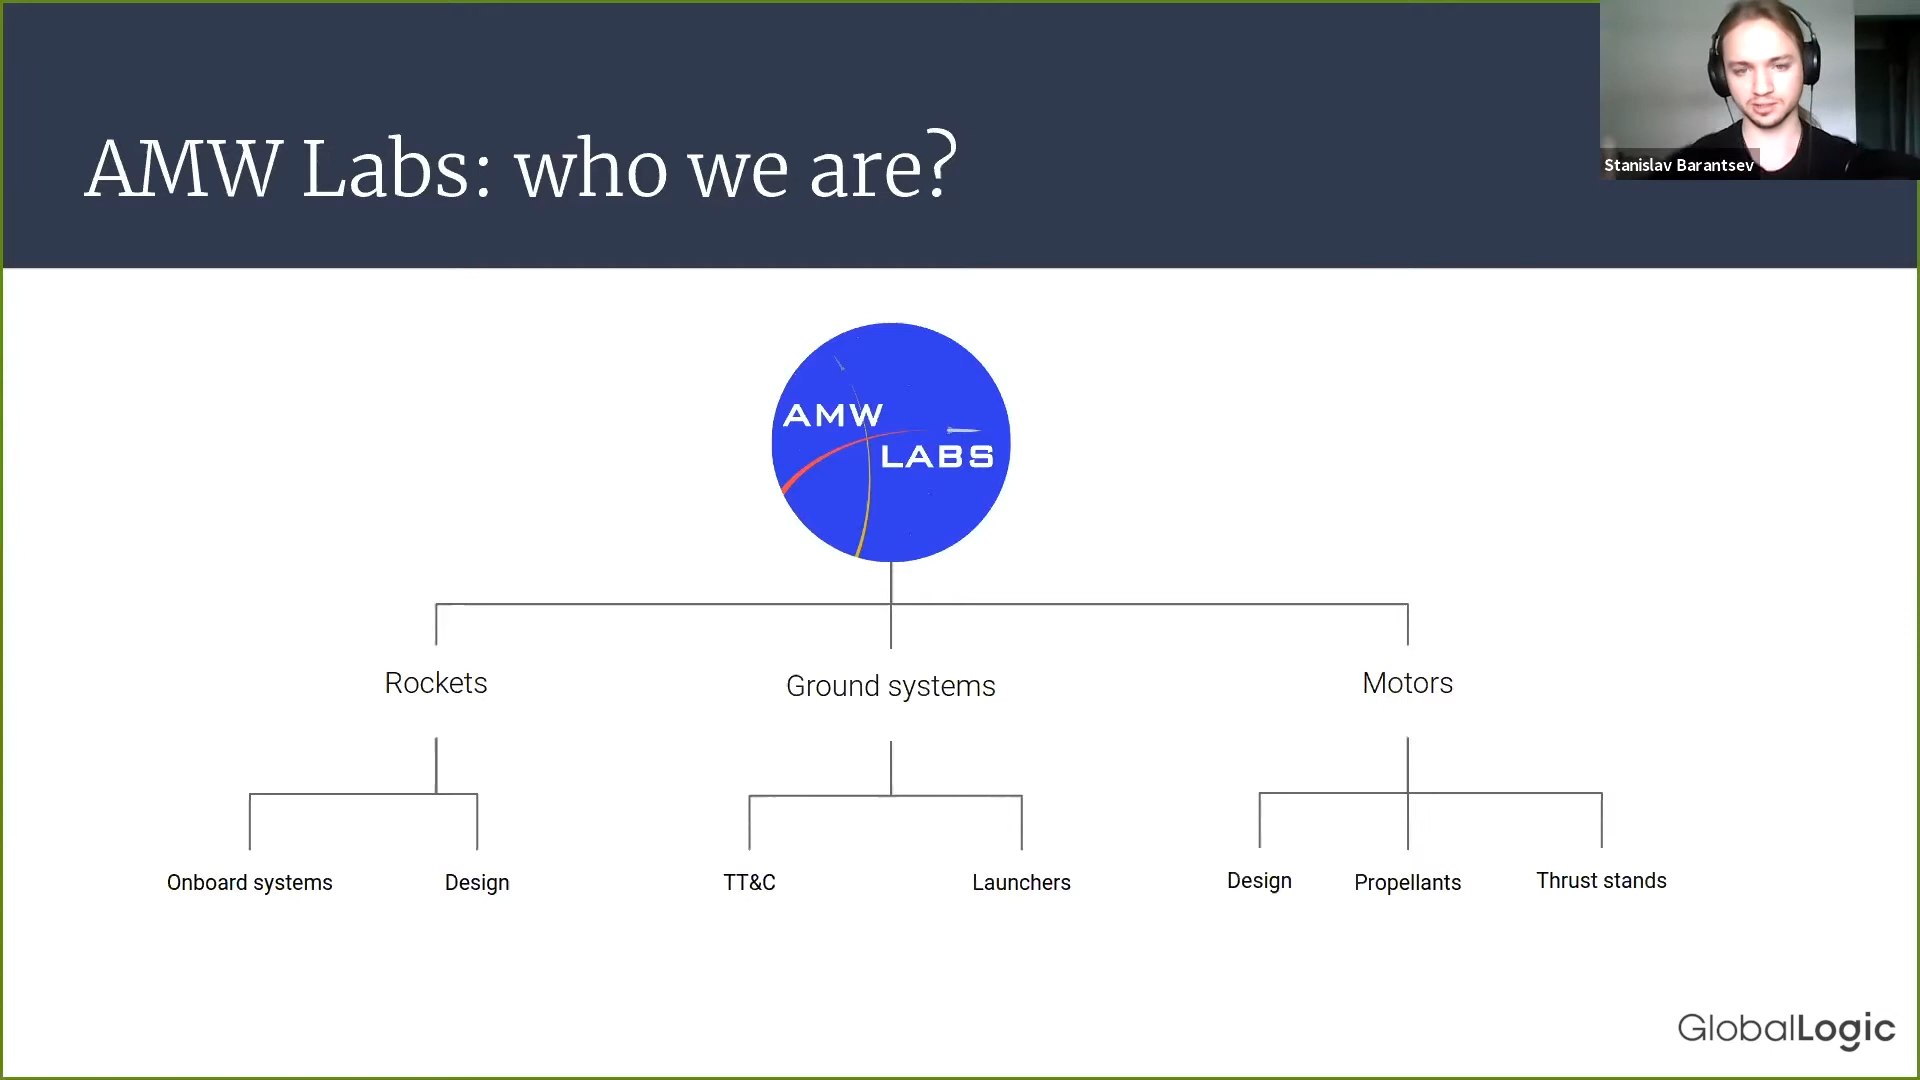 AMW Labs: who we are?
Stanislav Barantsev
AMW
LABS
Rockets
Ground systems
Motors
Onboard systems
Design
TT&C
Launchers
Design
Propellants
Thrust stands
GlobalLogic